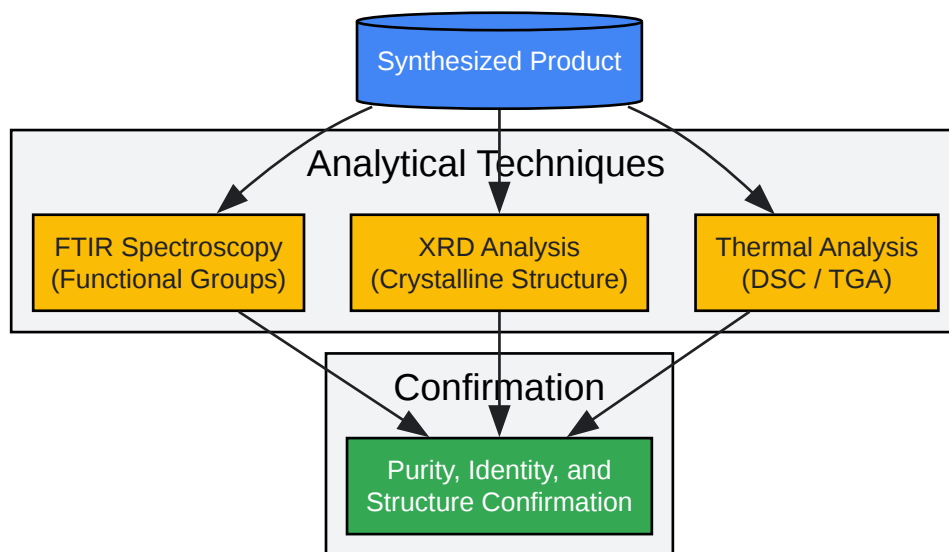 Synthesized Product
Analytical Techniques
FTIR Spectroscopy
(Functional Groups)
XRD Analysis
(Crystalline Structure)
Thermal Analysis
(DSC / TGA)
Confirmation
Purity, Identity, and
Structure Confirmation